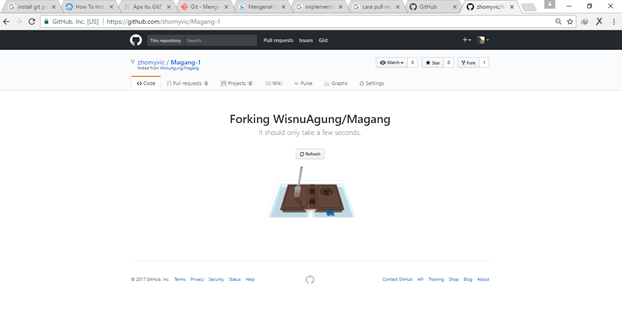 install git p
How To Ins
Apa itu Git?
Git - Menge
Mengenal
implementa
cara pull re
GitHub
zhomyvic/M
GitHub, Inc. [US] https://github.com/zhomyvic/Magang-1
This repository Search Pull requests Issues Gist
zhomyvic / Magang-1
forked from WisnuAgung/Magang
Watch 0 Star 0 Fork 1
Code Pull requests 0 Projects 0 Wiki Pulse Graphs Settings
Forking WisnuAgung/Magang
It should only take a few seconds.
Refresh
© 2017 GitHub, Inc. Terms Privacy Security Status Help Contact GitHub API Training Shop Blog About